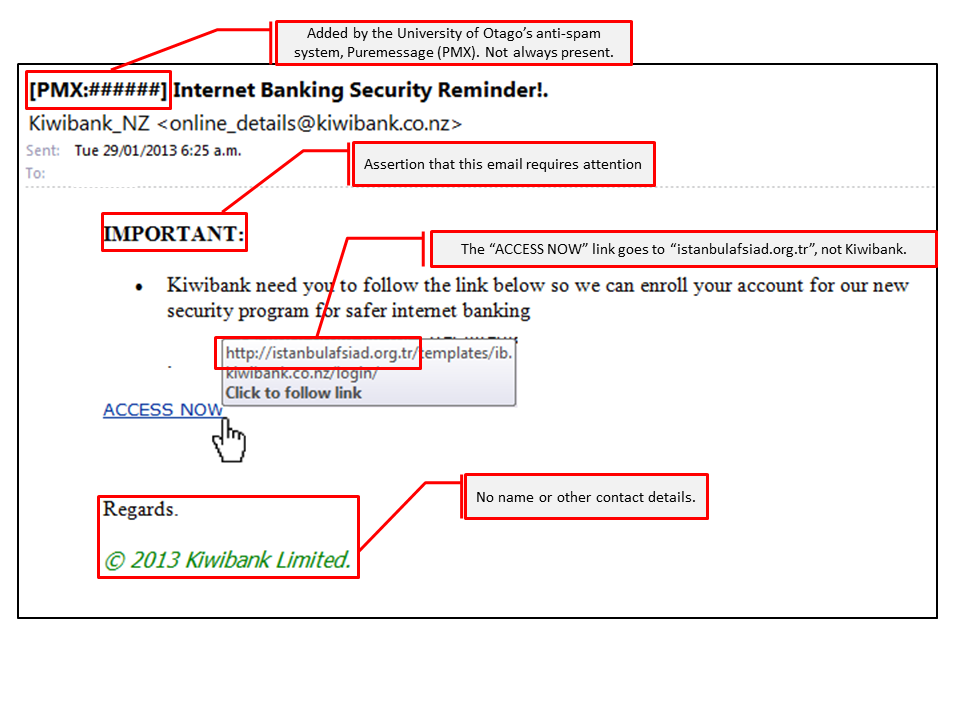 Added by the University of Otago's anti-spam
system, Puremessage (PMX). Not always present.
[PMX:######] Internet Banking Security Reminder!.
Kiwibank_NZ <online_details@kiwibank.co.nz>
Sent: Tue 29/01/2013 6:25 a.m.
To:
Assertion that this email requires attention
IMPORTANT:
The “ACCESS NOW” link goes to “istanbulafsiad.org.tr”, not Kiwibank.
• Kiwibank need you to follow the link below so we can enroll your account for our new
security program for safer internet banking
http://istanbulafsiad.org.tr/templates/ib.
kiwibank.co.nz/login/
Click to follow link
ACCESS NOW
No name or other contact details.
Regards.
© 2013 Kiwibank Limited.